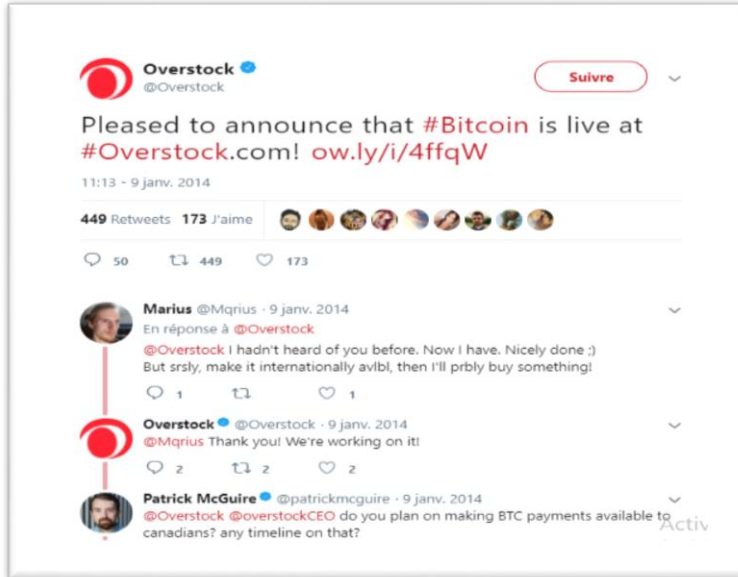 Overstock
@Overstock
Suivre
Pleased to announce that #Bitcoin is live at
#Overstock.com! ow.ly/i/4ffqW
11:13 - 9 janv. 2014
449 Retweets 173 J'aime
50 449 173
Marius @Mqrius · 9 janv. 2014
En réponse à @Overstock
@Overstock I hadn't heard of you before. Now I have. Nicely done ;)
But srsly, make it internationally avlbl, then I'll prbly buy something!
1 1
Overstock @Overstock · 9 janv. 2014
@Mqrius Thank you! We're working on it!
2 2 2
Patrick McGuire @patrickmcguire · 9 janv. 2014
@Overstock @overstockCEO do you plan on making BTC payments available to
canadians? any timeline on that?
Activ